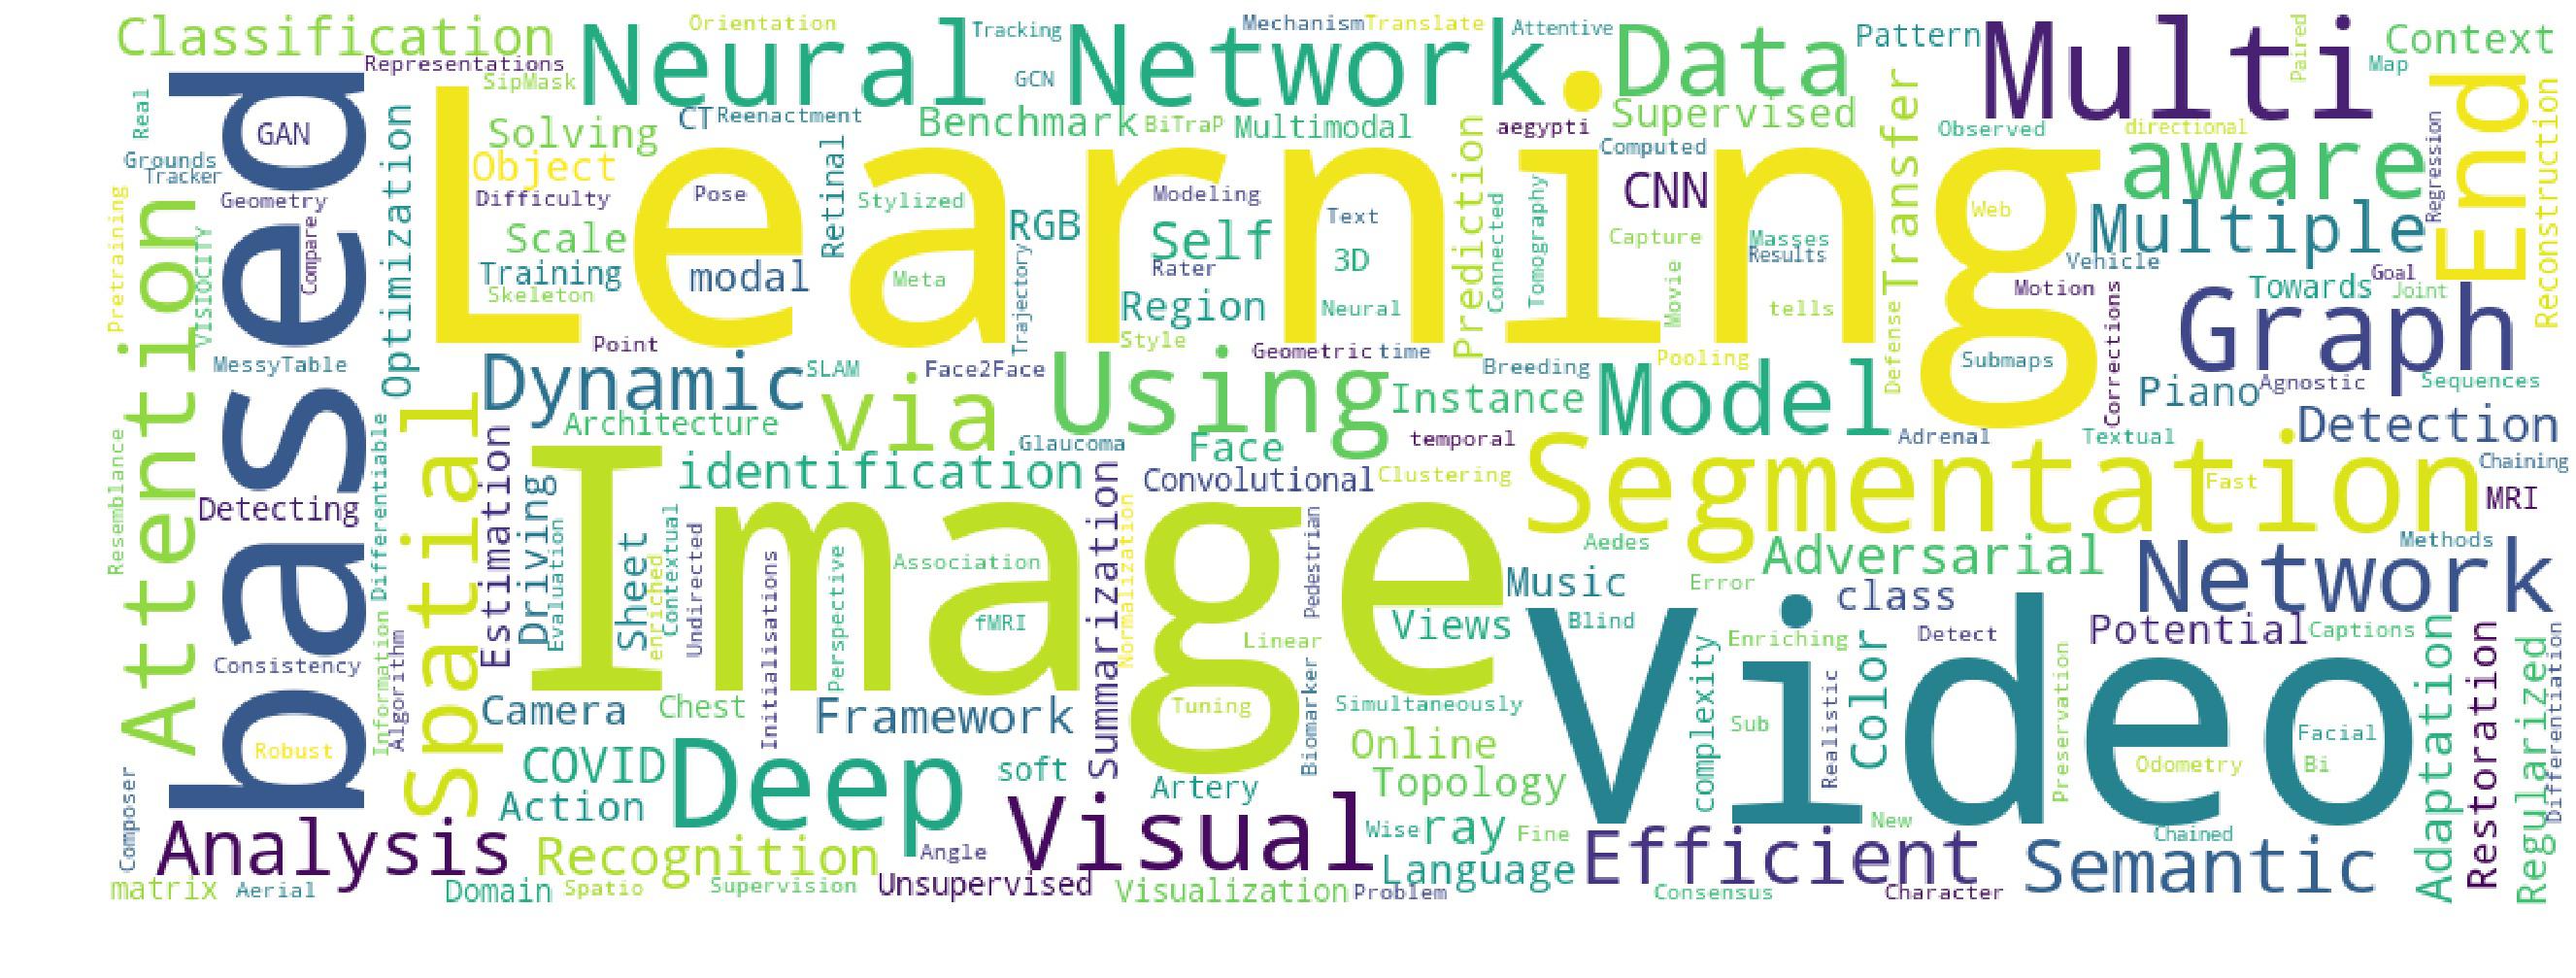 Classification
Orientation
Neural
Tracking
Network
Mechanism
Translate
Attentive
Data
Pattern
Multi
Paired
Context
Map
Representations
SipMask
GCN
Real
based
GAN
Solving
CT
Reenactment
Benchmark
BiTraP
Multimodal
aegypti
Supervised
Observed
directional
End
Regression
Reconstruction
Grounds
Tracker
Optimization
Object
Learning
Retinal
Computed
Transfer
aware
Geometry
Difficulty
Pose
Stylized
Modeling
Prediction
CNN
Web
Multiple
Pretraining
Attention
VISIOCITY
Compare
Scale
RGB
Self
Text
Connected
Tomography
Capture
Masses
Results
Vehicle
Training
modal
Meta
Trajectory
Rater
3D
Movie
Motion
Towards
Goal
Skeleton
Region
Neural
tells
Defense
Corrections
Graph
Joint
MessyTable
Point
Style
Geometric
time
Pooling
Submaps
Dynamic
SLAM
Face2Face
Using
Breeding
Model
Piano
Agnostic
Sequences
Architecture
via
Instance
Detection
Resemblance
Differentiable
Spatial
Estimation
Glaucoma
Face
temporal
Segmentation
Adrenal
Textual
Chaining
identification
Summarization
Convolutional
Clustering
Fast
MRI
Detecting
Driving
Image
Normalization
Pedestrian
Evaluation
Sheet
enriched
Contextual
Undirected
Initialisations
Perspective
Association
Aedes
Adversarial
Network
Methods
fMRI
Linear
Music
Error
class
Views
Blind
Video
Information
Algorithm
Consistency
Biomarker
complexity
Enriching
Color
Detect
Potential
Captions
Adaptation
Restoration
Regularized
Differentiation
Camera
Chest
Framework
Tuning
Simultaneously
Sub
Realistic
Preservation
Facial
Robust
COVID
Deep
soft
Online
Odometry
Bi
Composer
Action
Artery
Topology
Analysis
Recognition
Angle
Visual
Wise
ray
Fine
New
Efficient
Chained
Semantic
matrix
Aerial
Domain
Spatio
Supervision
Unsupervised
Visualization
Problem
Language
Consensus
Character